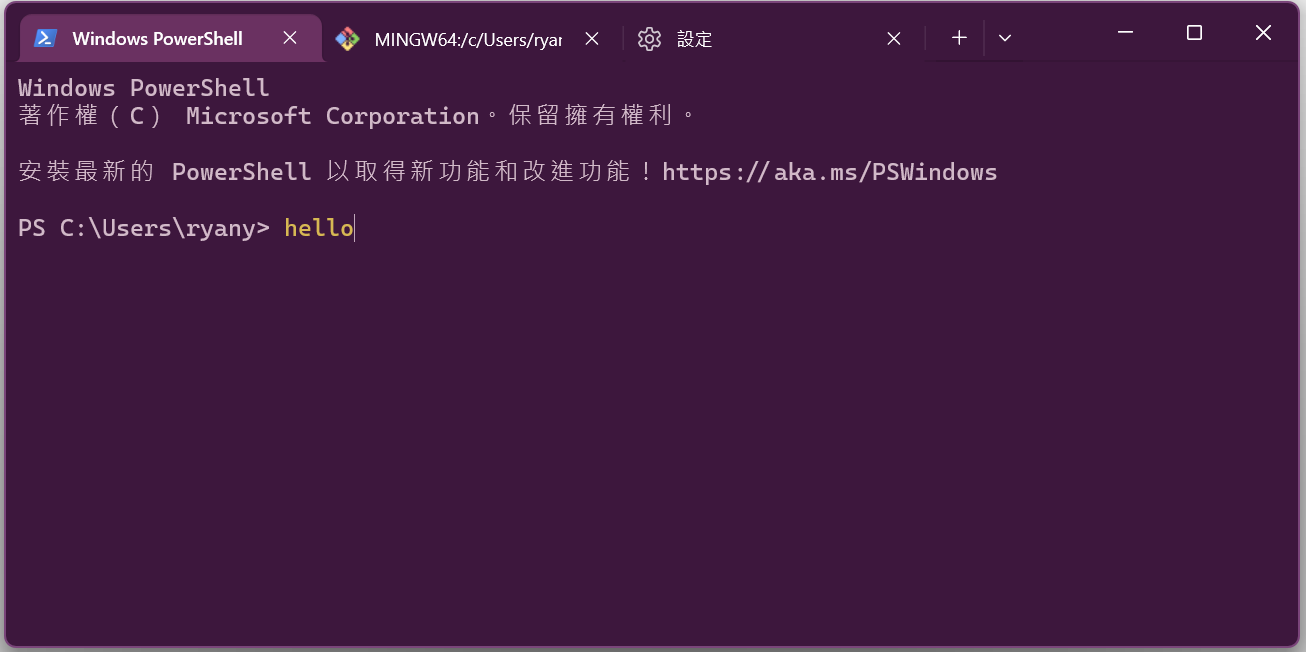 Windows PowerShell
MINGW64:/c/Users/ryan
設定
Windows PowerShell
著作權（C） Microsoft Corporation。保留擁有權利。
安裝最新的 PowerShell 以取得新功能和改進功能！https://aka.ms/PSWindows
PS C:\Users\ryany> hello